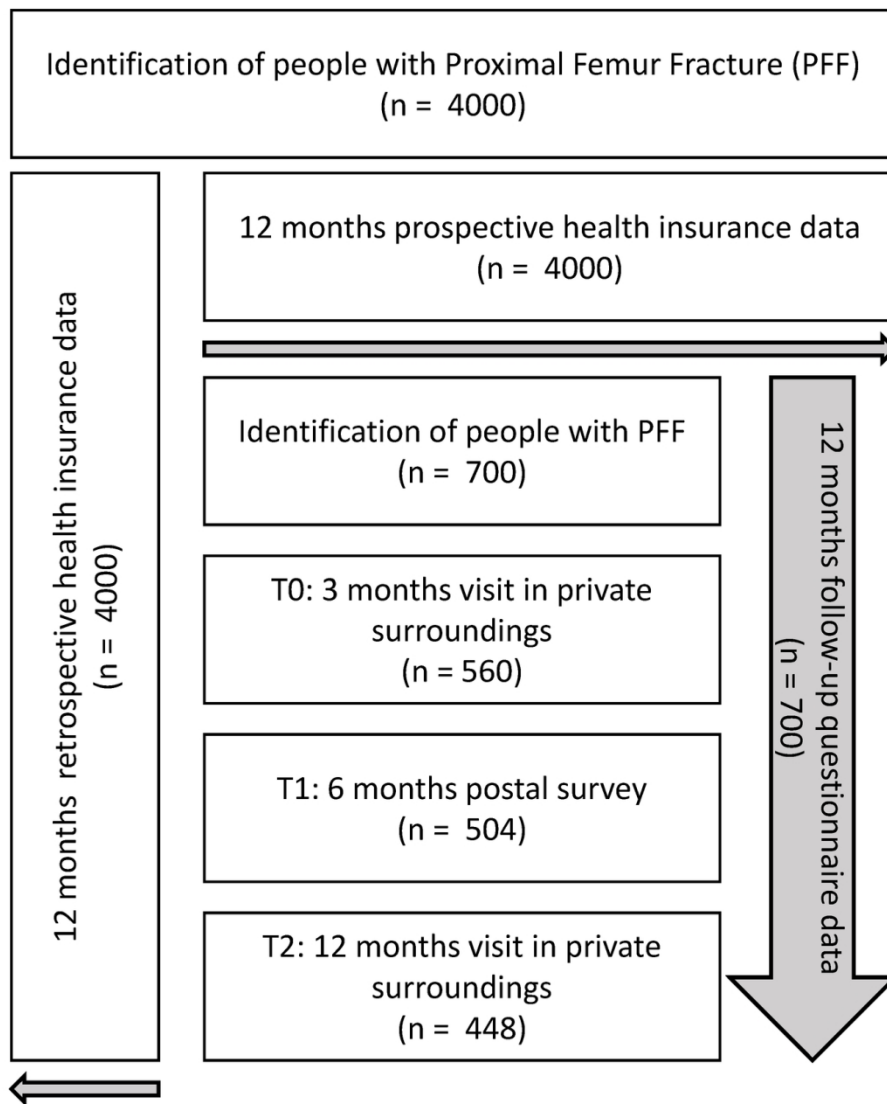 Identification of people with Proximal Femur Fracture (PFF)
(n =  4000)
12 months retrospective health insurance data
(n =  4000)
12 months prospective health insurance data
(n =  4000)
Identification of people with PFF
(n =  700)
T0: 3 months visit in private
surroundings
(n = 560)
T1: 6 months postal survey
(n =  504)
T2: 12 months visit in private
surroundings
(n =  448)
12 months follow-up questionnaire data
(n = 700)